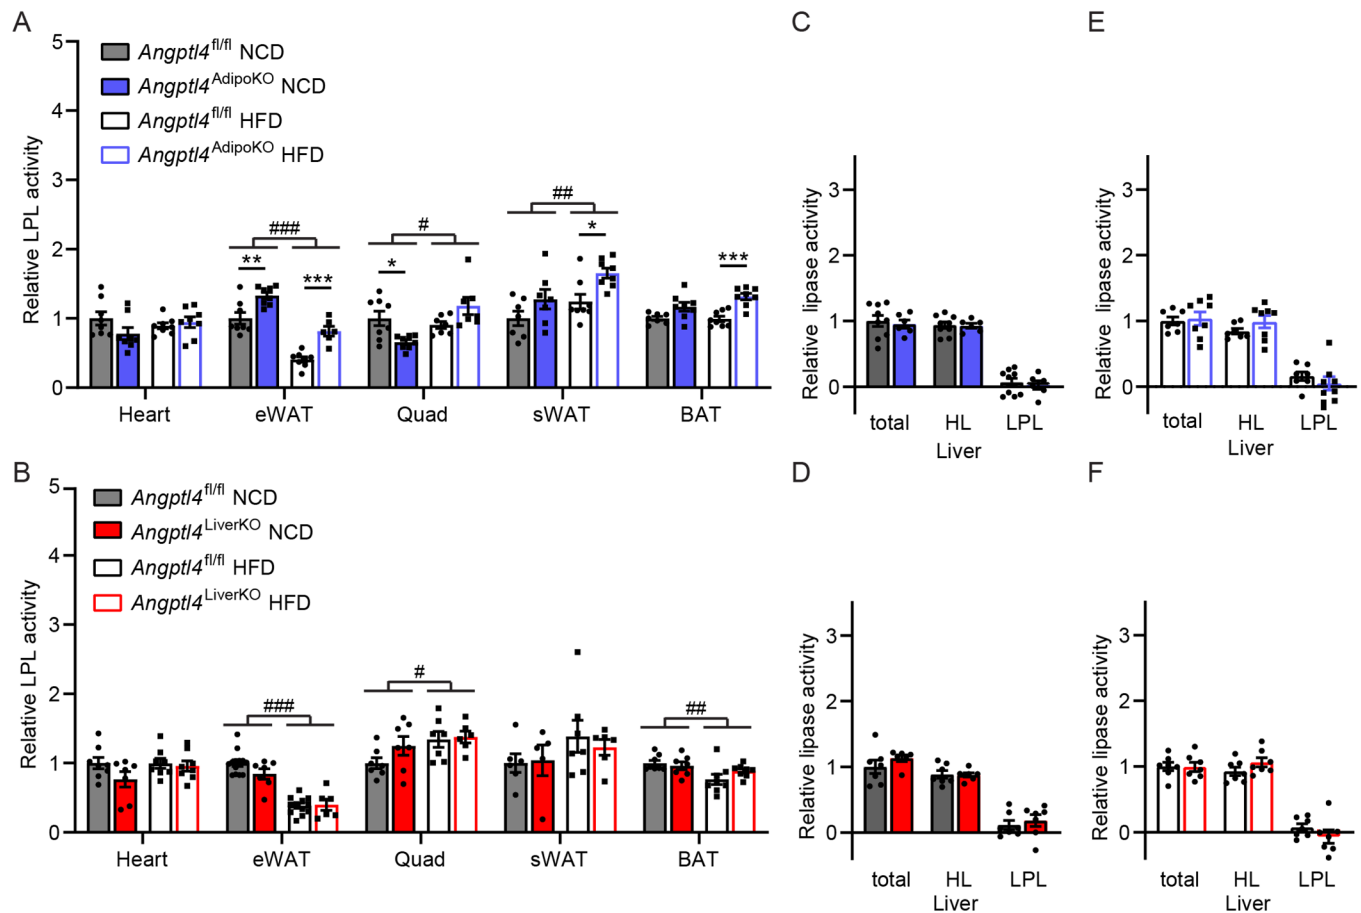 A
Angptl4fl/fl NCD
Angptl4AdipoKO NCD
Angptl4fl/fl HFD
Angptl4AdipoKO HFD
Relative LPL activity
5
4
3
2
1
0
###
**
***
#
*
##
*
***
Heart eWAT Quad sWAT BAT
C
Relative lipase activity
3
2
1
0
total HL LPL
Liver
E
Relative lipase activity
3
2
1
0
total HL LPL
Liver
B
Angptl4fl/fl NCD
Angptl4LiverKO NCD
Angptl4fl/fl HFD
Angptl4LiverKO HFD
Relative LPL activity
5
4
3
2
1
0
###
#
##
Heart eWAT Quad sWAT BAT
D
Relative lipase activity
3
2
1
0
total HL LPL
Liver
F
Relative lipase activity
3
2
1
0
total HL LPL
Liver